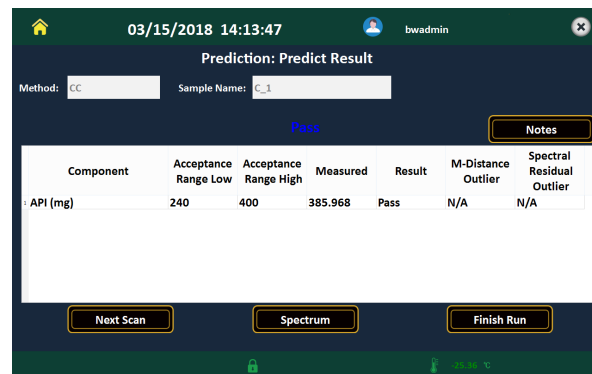 03/15/2018 14:13:47 bwadmin
Prediction: Predict Result
Method: CC Sample Name: C_1
Pass
Notes
Component Acceptance Range Low Acceptance Range High Measured Result M-Distance Outlier Spectral Residual Outlier
1 API (mg) 240 400 385.968 Pass N/A N/A
Next Scan Spectrum Finish Run
-25.36 °C